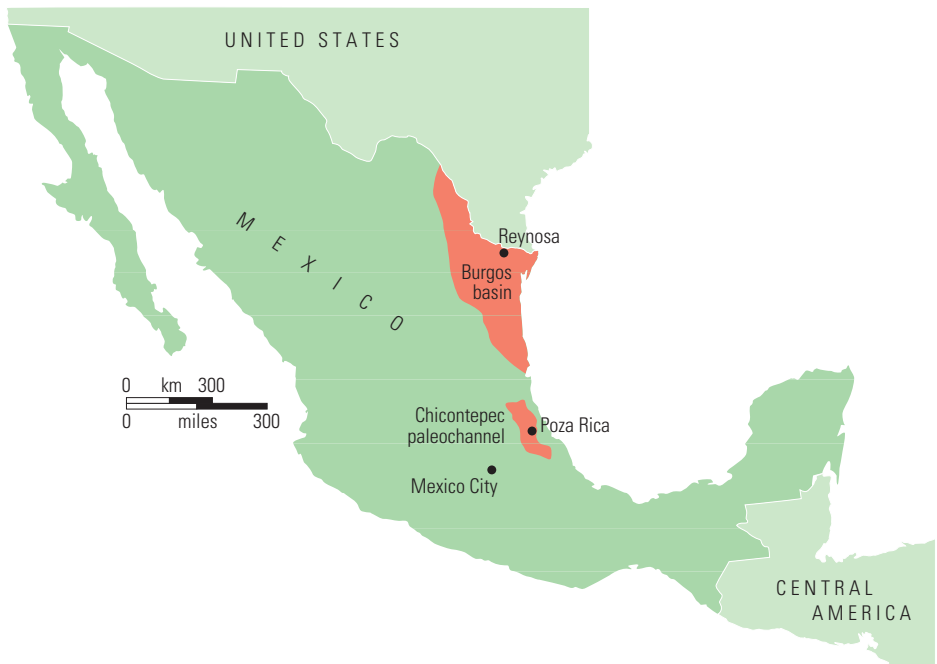 UNITED STATES
MEXICO
Reynosa
Burgos
basin
0 km 300
0 miles 300
Chicontepec
paleochannel
Poza Rica
Mexico City
CENTRAL
AMERICA